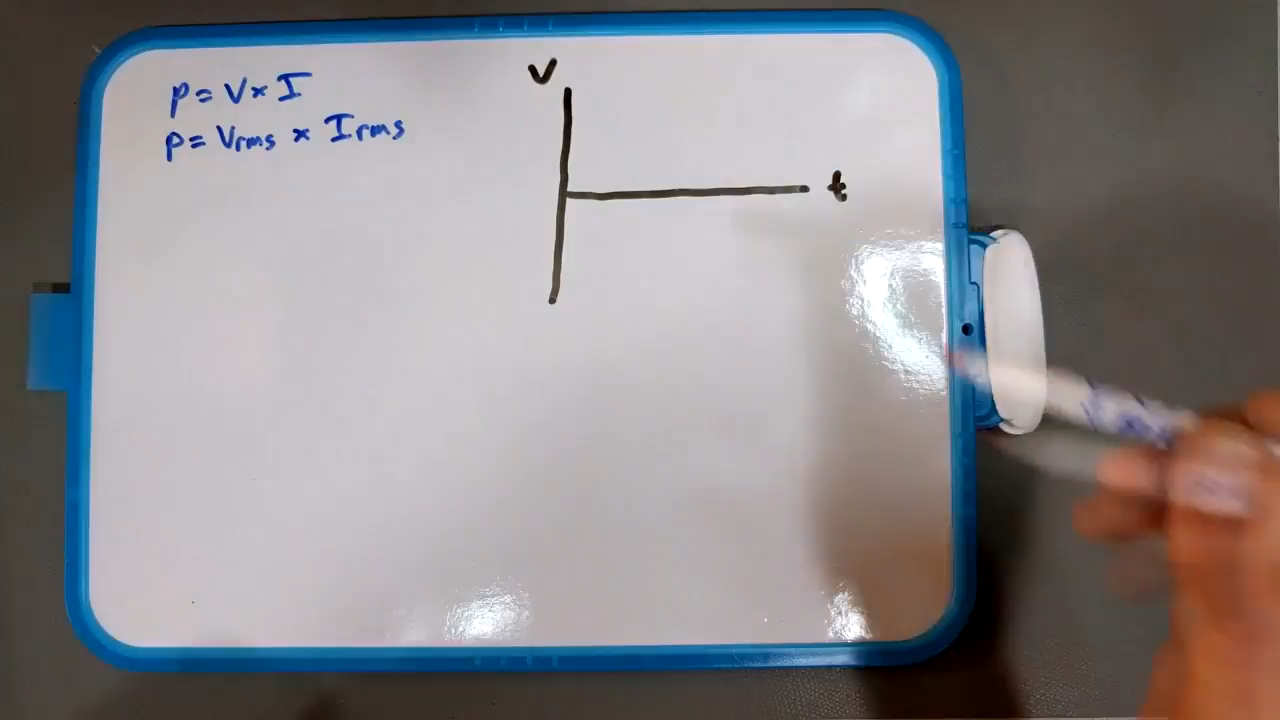 P = V × I
P = Vrms × Irms
V
t